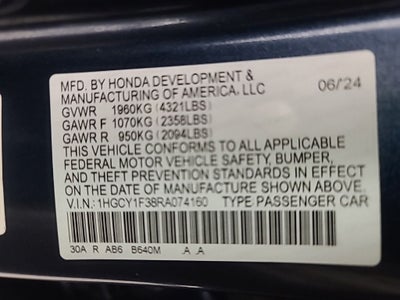 MFD. BY HONDA DEVELOPMENT &
MANUFACTURING OF AMERICA, LLC 06/24
GVWR 1960KG (4321LBS)
GAWR F 1070KG (2358LBS)
GAWR R 950KG (2094LBS)
THIS VEHICLE CONFORMS TO ALL APPLICABLE
FEDERAL MOTOR VEHICLE SAFETY, BUMPER,
AND THEFT PREVENTION STANDARDS IN EFFECT
ON THE DATE OF MANUFACTURE SHOWN ABOVE.
V.I.N.: 1HGCY1F38RA074160 TYPE PASSENGER CAR
30A R AB6 B640M A A